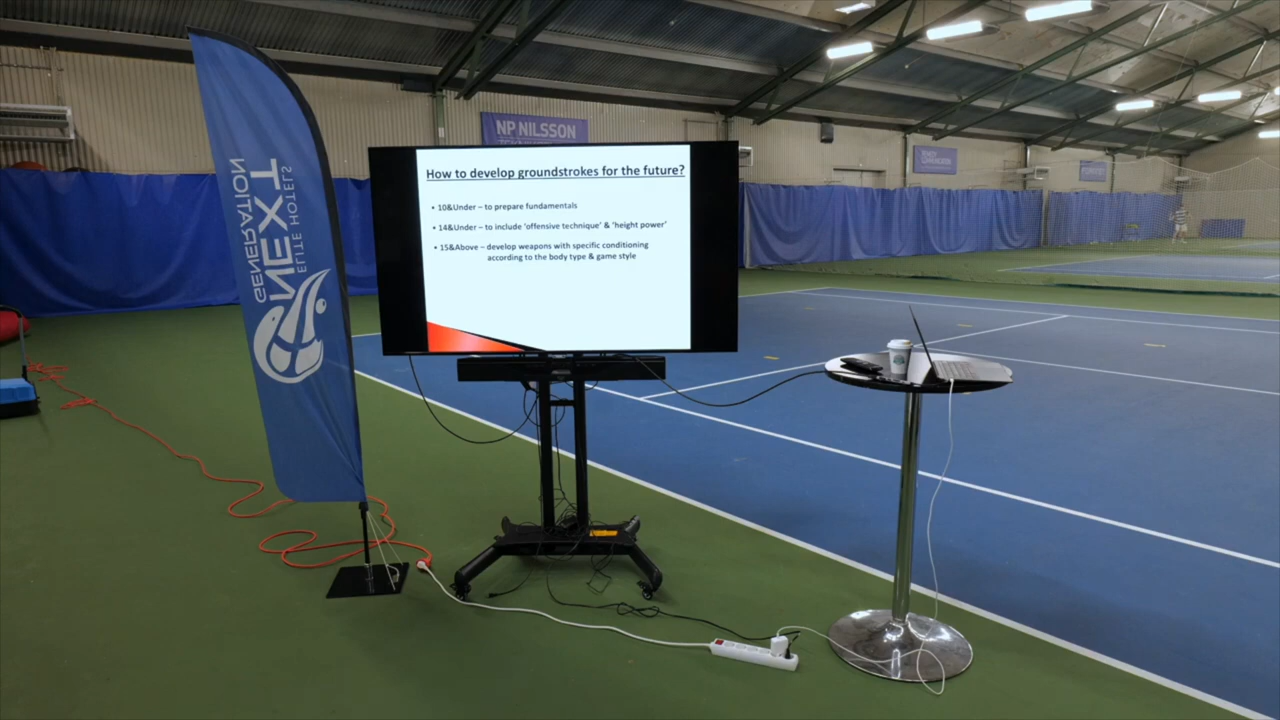 NP NILSSON
How to develop groundstrokes for the future?
• 10&Under – to prepare fundamentals
• 14&Under – to include 'offensive technique' & 'height power'
• 15&Above – develop weapons with specific conditioning
according to the body type & game style
GENERATION
NEXT
ELITE HOTELS